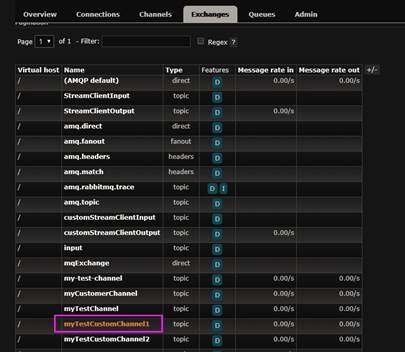 Overview Connections Channels Exchanges Queues Admin
Pagination
Page 1 of 1 - Filter: Regex ?
Virtual host Name Type Features Message rate in Message rate out +/-
/ (AMQP default) direct D 0.00/s 0.00/s
/ StreamClientInput topic D
/ StreamClientOutput topic D 0.00/s
/ amq.direct direct D
/ amq.fanout fanout D
/ amq.headers headers D
/ amq.match headers D
/ amq.rabbitmq.trace topic D I
/ amq.topic topic D
/ customStreamClientInput topic D
/ customStreamClientOutput topic D 0.00/s
/ input topic D
/ mqExchange direct D
/ my-test-channel topic D 0.00/s 0.00/s
/ myCustomerChannel topic D 0.00/s 0.00/s
/ myTestChannel topic D 0.00/s 0.00/s
/ myTestCustomChannel1 topic D 0.00/s 0.00/s
/ myTestCustomChannel2 topic D 0.00/s 0.00/s